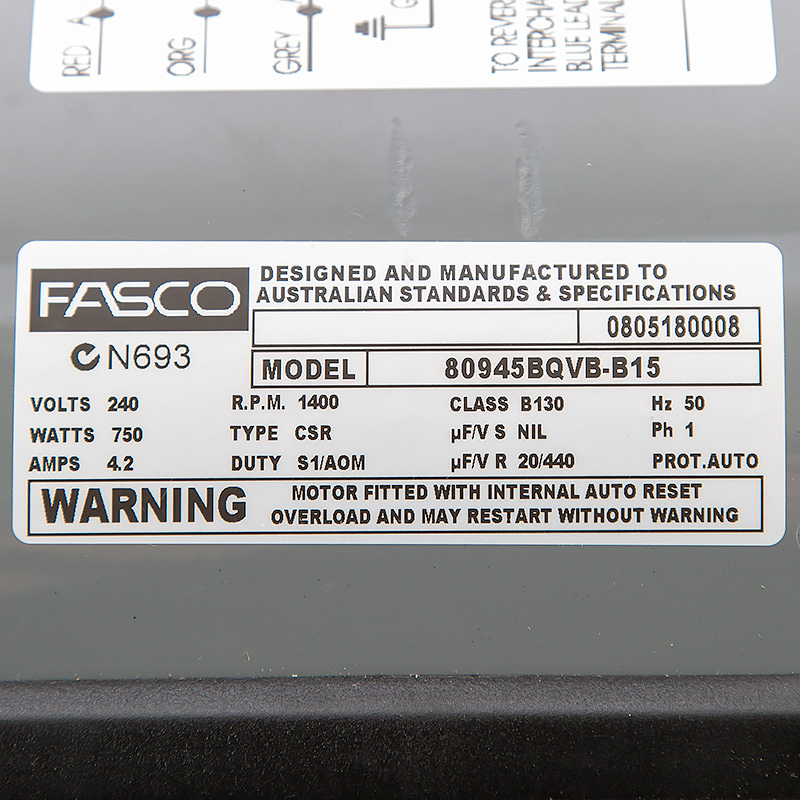 RED A
ORG
GREY
G
TO REVER
INTERCHA
BLUE LEAD
TERMINAL
FASCO
DESIGNED AND MANUFACTURED TO
AUSTRALIAN STANDARDS & SPECIFICATIONS
0805180008
N693
MODEL 80945BQVB-B15
VOLTS 240 R.P.M. 1400 CLASS B130 Hz 50
WATTS 750 TYPE CSR µF/V S NIL Ph 1
AMPS 4.2 DUTY S1/AOM µF/V R 20/440 PROT.AUTO
WARNING
MOTOR FITTED WITH INTERNAL AUTO RESET
OVERLOAD AND MAY RESTART WITHOUT WARNING